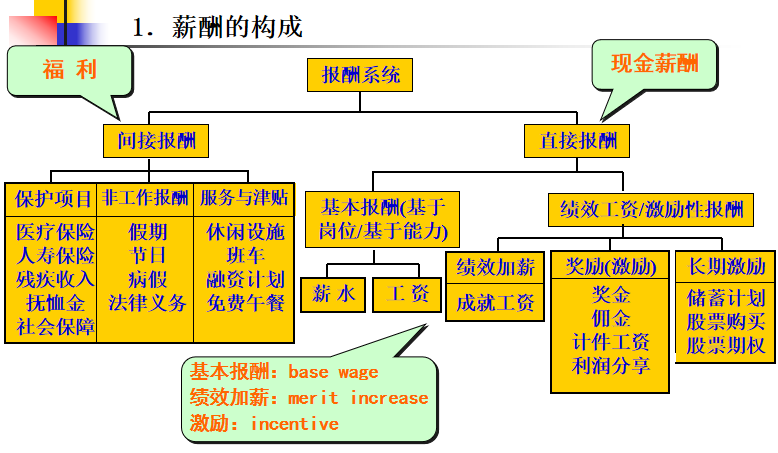 1．薪酬的构成
福 利
现金薪酬
报酬系统
间接报酬
直接报酬
保护项目
医疗保险
人寿保险
残疾收入
抚恤金
社会保障
非工作报酬
假期
节日
病假
法律义务
服务与津贴
休闲设施
班车
融资计划
免费午餐
基本报酬(基于
岗位/基于能力)
薪 水
工 资
绩效工资/激励性报酬
绩效加薪
成就工资
奖励(激励)
奖金
佣金
计件工资
利润分享
长期激励
储蓄计划
股票购买
股票期权
基本报酬：base wage
绩效加薪：merit increase
激励：incentive